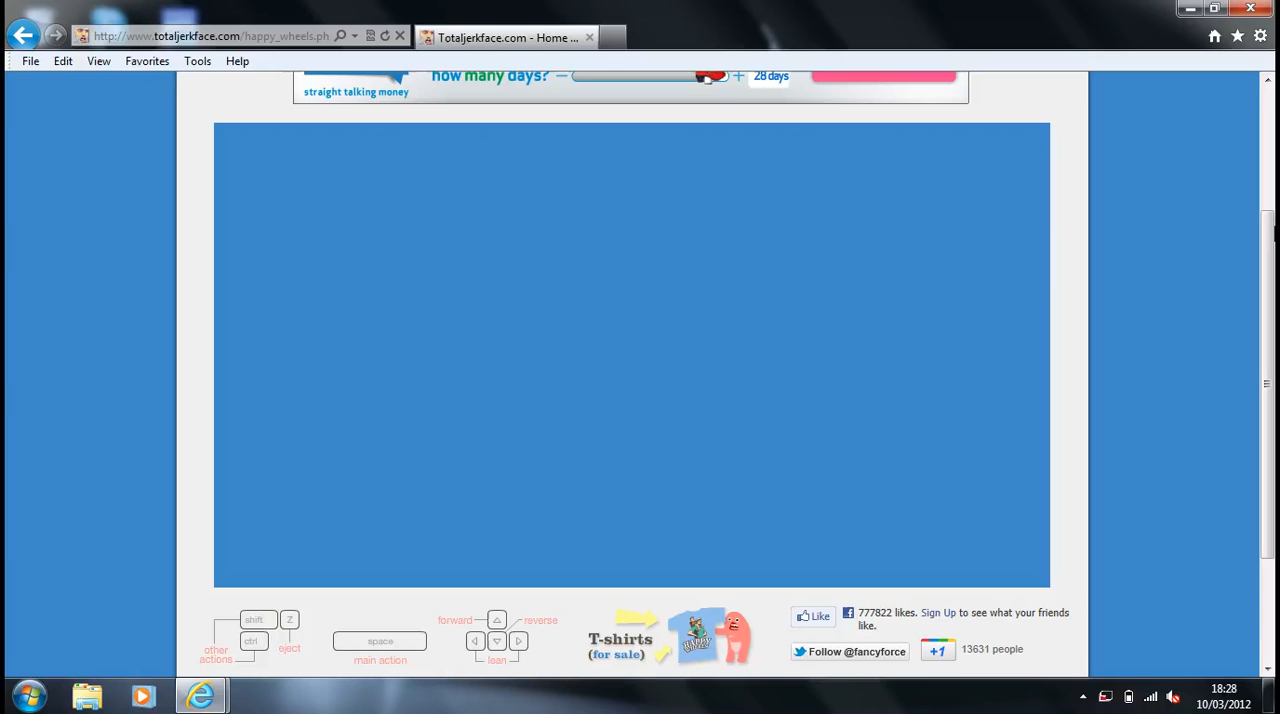 http://www.totaljerkface.com/happy_wheels.ph
Totaljerkface.com - Home ...
File Edit View Favorites Tools Help
how many days? − + 28 days
straight talking money
shift Z
ctrl
other actions
eject
space
main action
forward
reverse
lean
T-shirts
(for sale)
HAPPY WHEELS
Like
777822 likes. Sign Up to see what your friends
like.
Follow @fancyforce
+1 13631 people
18:28
10/03/2012